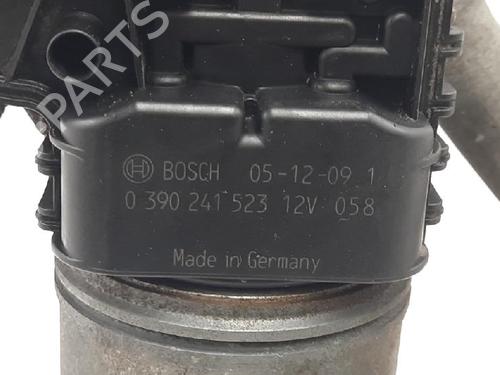 PARTS
BOSCH 05-12-09 1
0 390 241 523 12V 058
Made in Germany